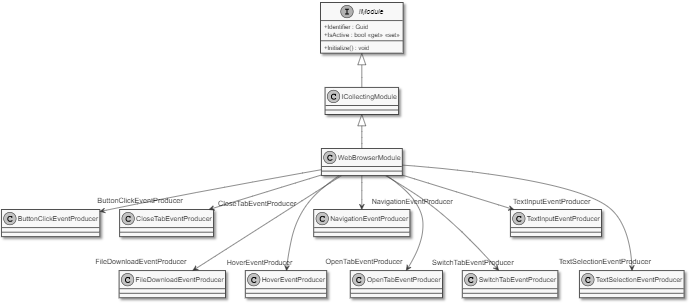 I IModule
+Identifier : Guid
+IsActive : bool «get» «set»
+Initialize() : void
C ICollectingModule
C WebBrowserModule
ButtonClickEventProducer
CloseTabEventProducer
NavigationEventProducer
TextInputEventProducer
C ButtonClickEventProducer
C CloseTabEventProducer
C NavigationEventProducer
C TextInputEventProducer
FileDownloadEventProducer
HoverEventProducer
OpenTabEventProducer
SwitchTabEventProducer
TextSelectionEventProducer
C FileDownloadEventProducer
C HoverEventProducer
C OpenTabEventProducer
C SwitchTabEventProducer
C TextSelectionEventProducer